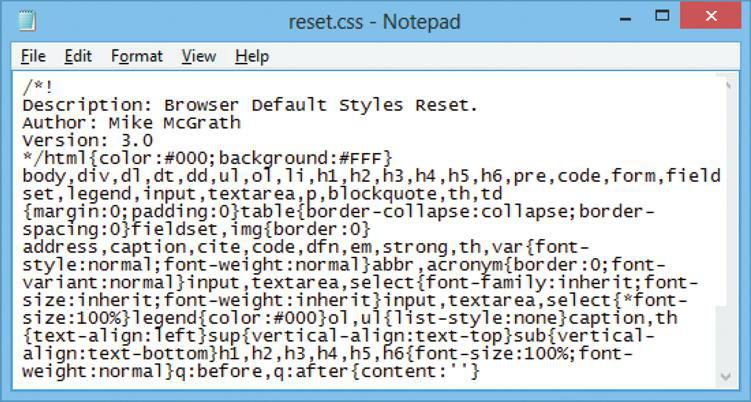 reset.css - Notepad
File Edit Format View Help
/*!
Description: Browser Default Styles Reset.
Author: Mike McGrath
Version: 3.0
*/html{color:#000;background:#FFF}
body,div,dl,dt,dd,ul,ol,li,h1,h2,h3,h4,h5,h6,pre,code,form,field
set,legend,input,textarea,p,blockquote,th,td
{margin:0;padding:0}table{border-collapse:collapse;border-
spacing:0}fieldset,img{border:0}
address,caption,cite,code,dfn,em,strong,th,var{font-
style:normal;font-weight:normal}abbr,acronym{border:0;font-
variant:normal}input,textarea,select{font-family:inherit;font-
size:inherit;font-weight:inherit}input,textarea,select{*font-
size:100%}legend{color:#000}ol,ul{list-style:none}caption,th
{text-align:left}sup{vertical-align:text-top}sub{vertical-
align:text-bottom}h1,h2,h3,h4,h5,h6{font-size:100%;font-
weight:normal}q:before,q:after{content:''}